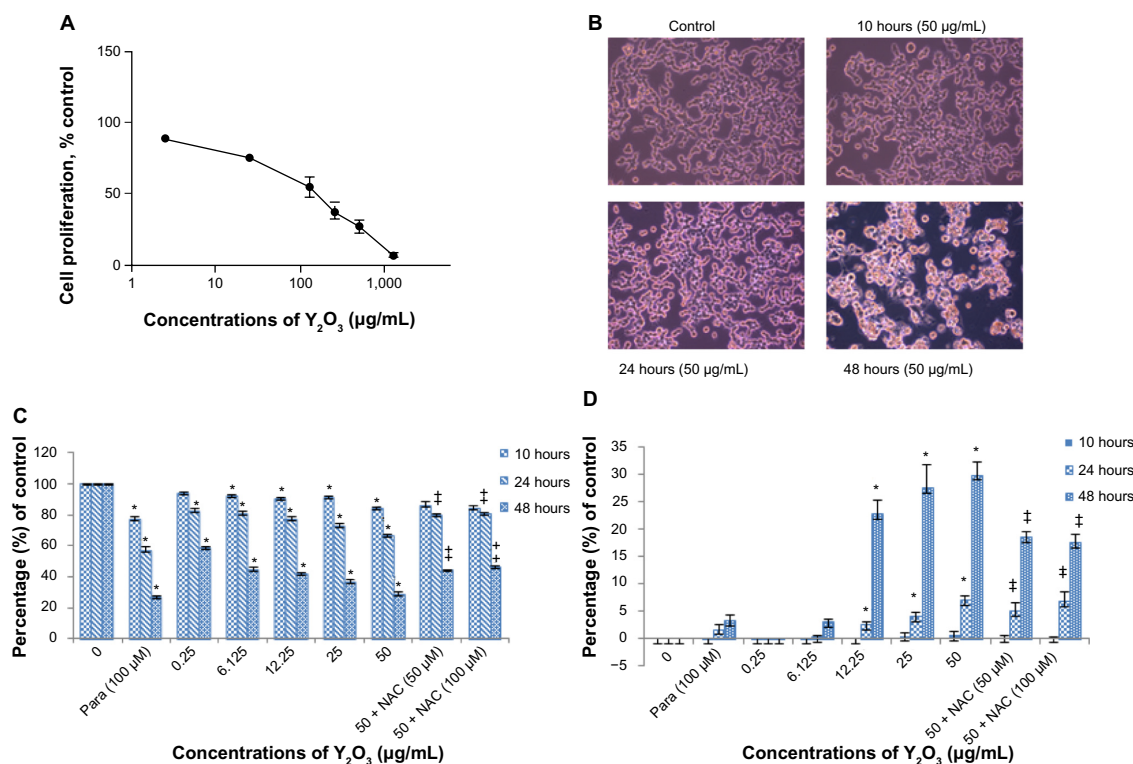 A
150
100
50
0
Cell proliferation, % control
1
10
100
1,000
Concentrations of Y₂O₃ (µg/mL)
B
Control
10 hours (50 µg/mL)
24 hours (50 µg/mL)
48 hours (50 µg/mL)
C
Percentage (%) of control
120
100
80
60
40
20
0
* * *
* *
* * *
* * *
* * *
* * *
‡ ‡
‡ ‡
10 hours
24 hours
48 hours
0
Para (100 µM)
0.25
6.125
12.25
25
50
50 + NAC (50 µM)
50 + NAC (100 µM)
Concentrations of Y₂O₃ (µg/mL)
D
Percentage (%) of control
35
30
25
20
15
10
5
0
−5
* *
* *
* *
‡ ‡
‡ ‡
10 hours
24 hours
48 hours
0
Para (100 µM)
0.25
6.125
12.25
25
50
50 + NAC (50 µM)
50 + NAC (100 µM)
Concentrations of Y₂O₃ (µg/mL)